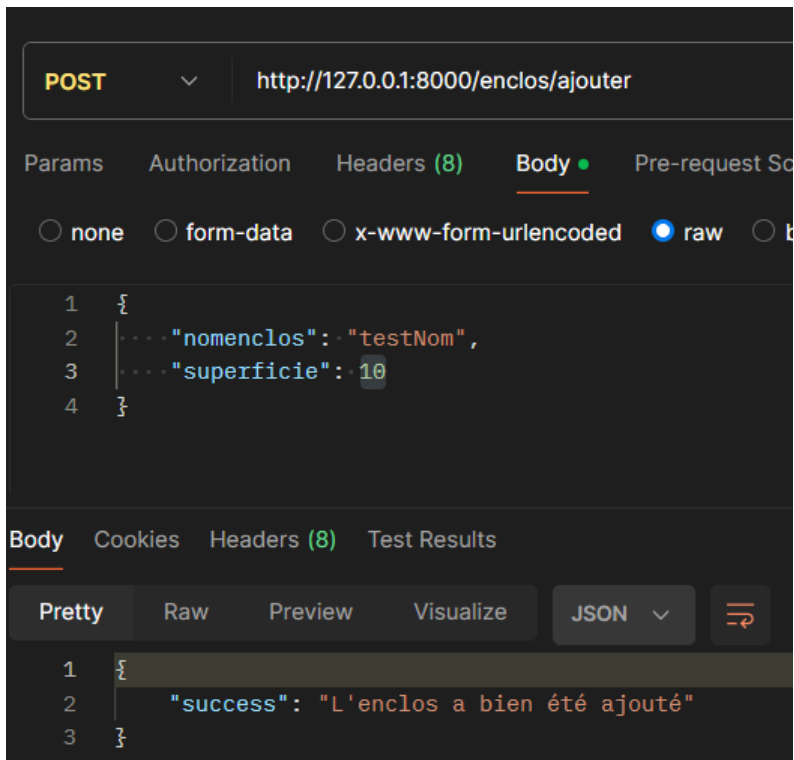 POST http://127.0.0.1:8000/enclos/ajouter
Params Authorization Headers (8) Body Pre-request Sc
none form-data x-www-form-urlencoded raw b
1 {
2 "nomenclos": "testNom",
3 "superficie": 10
4 }
Body Cookies Headers (8) Test Results
Pretty Raw Preview Visualize JSON
1 {
2 "success": "L'enclos a bien été ajouté"
3 }